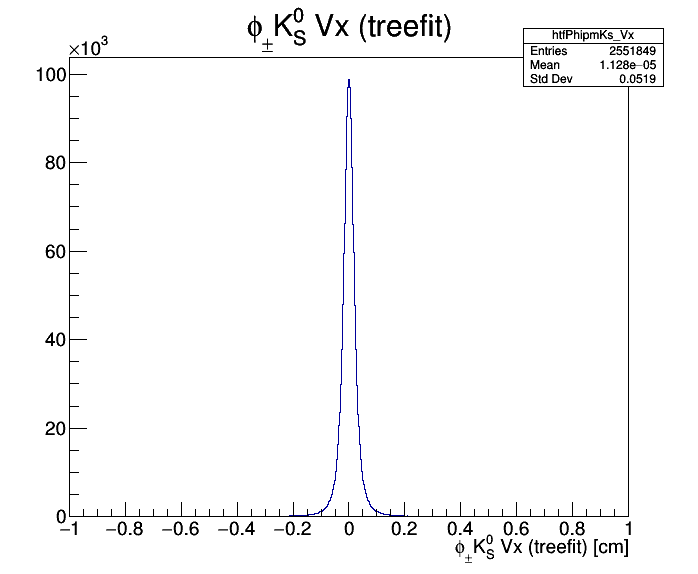 ϕ± K⁰S Vx (treefit)
htfPhipmKs_Vx
Entries 2551849
Mean 1.128e−05
Std Dev 0.0519
×10³
100
80
60
40
20
0
−1 −0.8 −0.6 −0.4 −0.2 0 0.2 0.4 0.6 0.8 1
ϕ± K⁰S Vx (treefit) [cm]